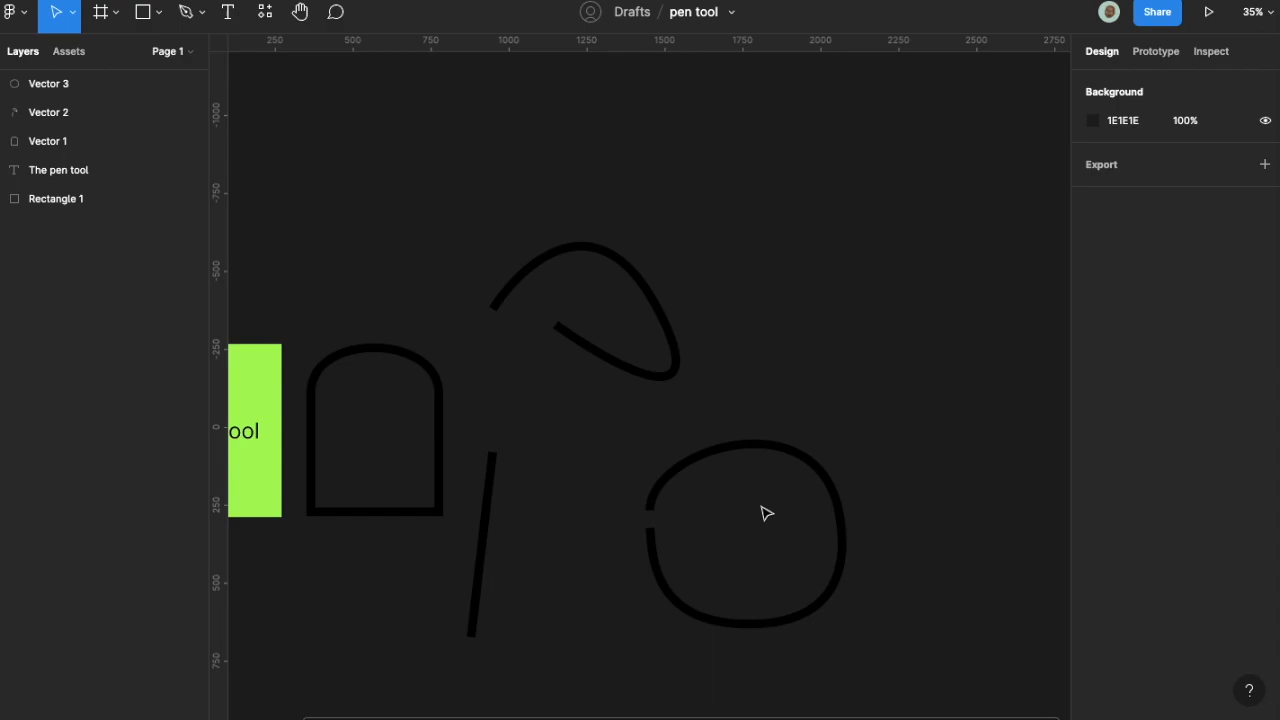 Drafts / pen tool
Share
35%
Layers
Assets
Page 1
250
500
750
1000
1250
1500
1750
2000
2250
2500
2750
Design
Prototype
Inspect
Vector 3
Vector 2
Vector 1
The pen tool
Rectangle 1
-1000
-750
-500
-250
0
250
500
750
ool
Background
1E1E1E
100%
Export
+
?